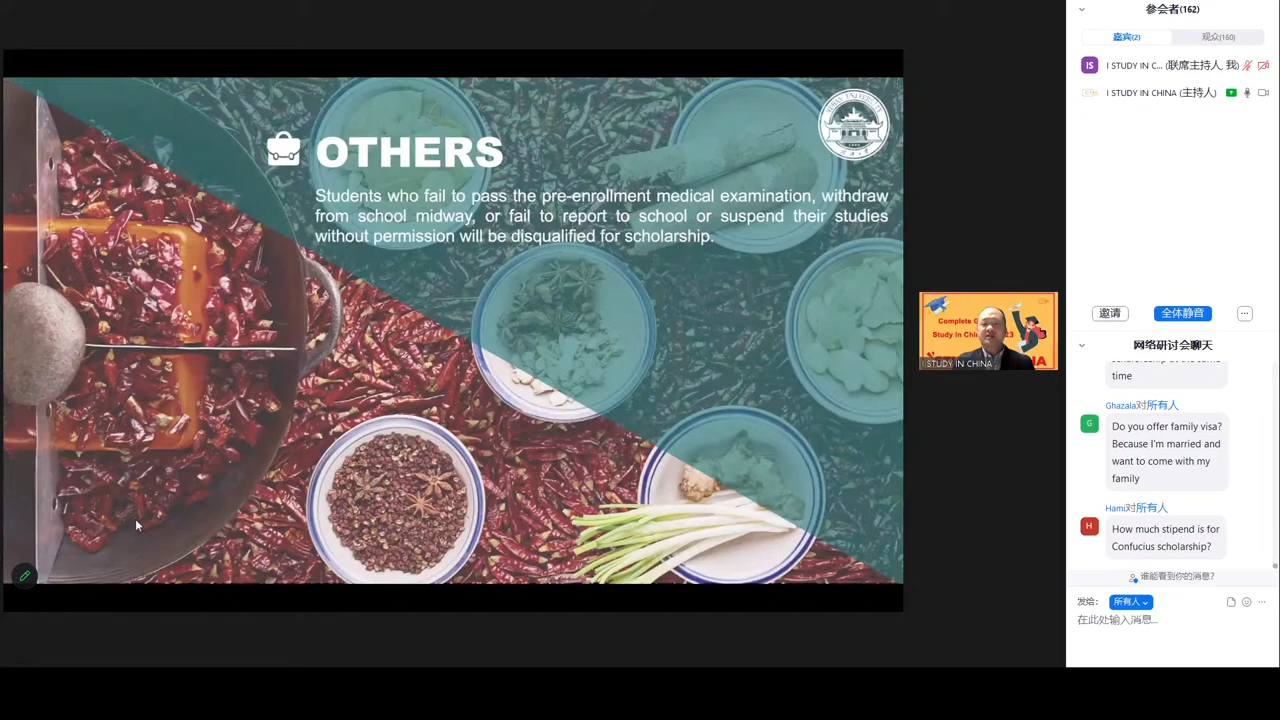 OTHERS
Students who fail to pass the pre-enrollment medical examination, withdraw
from school midway, or fail to report to school or suspend their studies
without permission will be disqualified for scholarship.
Study In Chi
I STUDY IN CHINA
参会者(162)
嘉宾(2)
观众(160)
IS
I STUDY IN C... (联席主持人, 我)
I STUDY IN CHINA (主持人)
邀请
全体静音
...
网络研讨会聊天
time
Ghazala对所有人
G
Do you offer family visa?
Because I'm married and
want to come with my
family
Hami对所有人
H
How much stipend is for
Confucius scholarship?
谁能看到你的消息?
发给:
所有人
...
在此处输入消息...